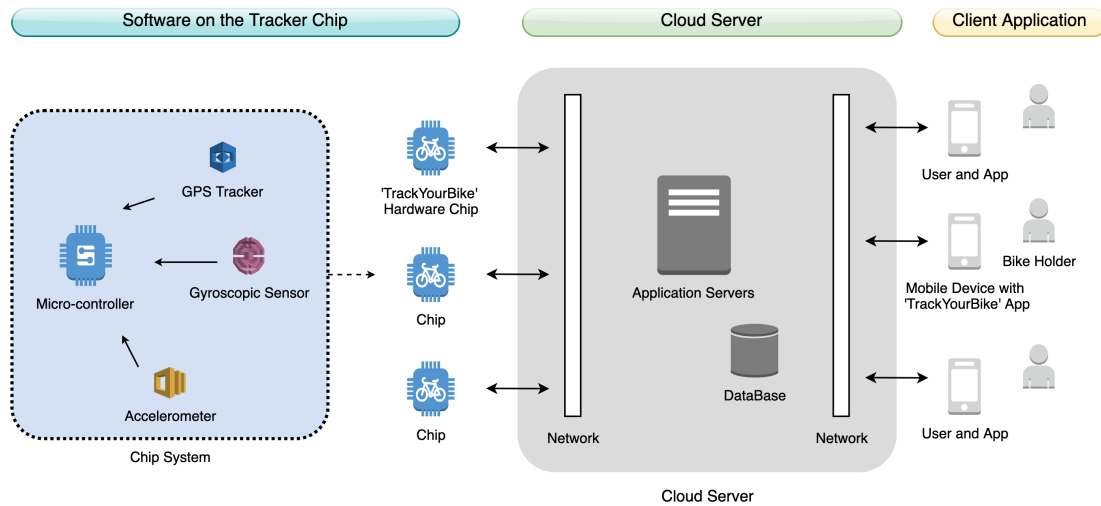 Software on the Tracker Chip
Cloud Server
Client Application
GPS Tracker
Gyroscopic Sensor
Micro-controller
Accelerometer
Chip System
'TrackYourBike'
Hardware Chip
Chip
Chip
Network
Application Servers
DataBase
Network
Cloud Server
User and App
Bike Holder
Mobile Device with
'TrackYourBike' App
User and App